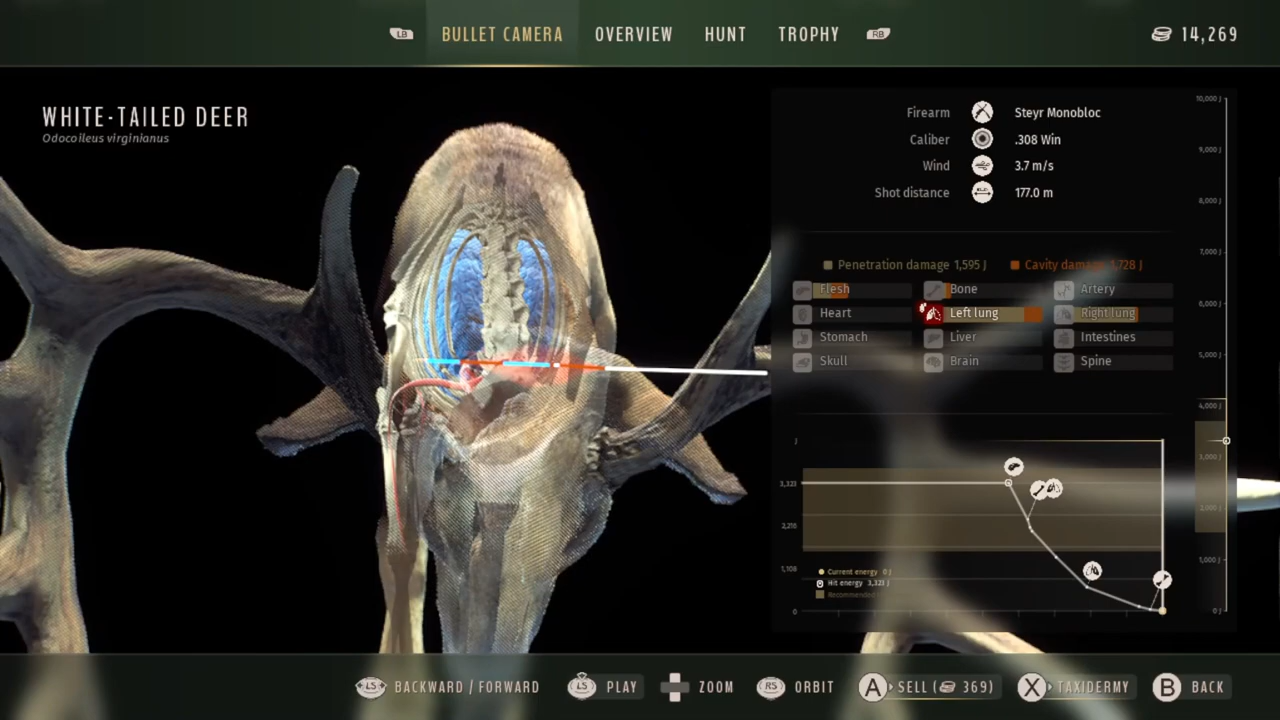 LB BULLET CAMERA OVERVIEW HUNT TROPHY RB 14,269
WHITE-TAILED DEER
Odocoileus virginianus
Firearm Steyr Monobloc
Caliber .308 Win
Wind 3.7 m/s
Shot distance 177.0 m
Penetration damage 1,595 J Cavity damage 1,728 J
Flesh Bone Artery
Heart Left lung Right lung
Stomach Liver Intestines
Skull Brain Spine
10,000 J
9,000 J
8,000 J
7,000 J
6,000 J
5,000 J
4,000 J
3,000 J
2,000 J
1,000 J
0 J
J
3,323
2,216
1,108
0
Current energy 0 J
Hit energy 3,323 J
Recommended
LS BACKWARD / FORWARD LS PLAY ZOOM RS ORBIT A SELL ( 369) X TAXIDERMY B BACK